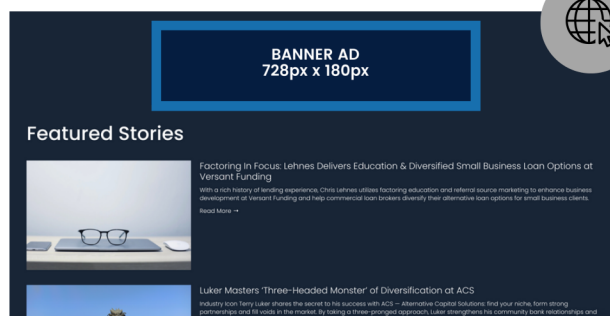 BANNER AD
728px x 180px
Featured Stories
Factoring In Focus: Lehnes Delivers Education & Diversified Small Business Loan Options at
Versant Funding
With a rich history of lending experience, Chris Lehnes utilizes factoring education and referral source marketing to enhance business
development at Versant Funding and help commercial loan brokers diversify their alternative loan options for small business clients.
Read More →
Luker Masters ‘Three-Headed Monster’ of Diversification at ACS
Industry icon Terry Luker shares the secret to his success with ACS — Alternative Capital Solutions: find your niche, form strong
partnerships and fill voids in the market. By taking a three-pronged approach, Luker strengthens his community bank relationships and